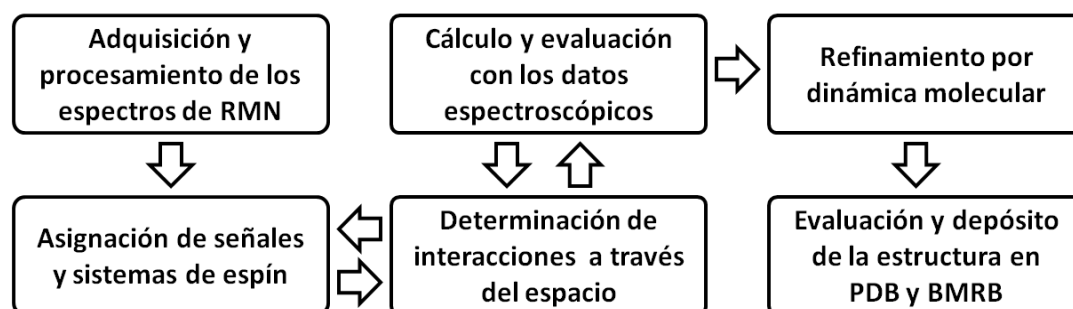 Adquisición y
procesamiento de los
espectros de RMN
Cálculo y evaluación
con los datos
espectroscópicos
Refinamiento por
dinámica molecular
Asignación de señales
y sistemas de espín
Determinación de
interacciones a través
del espacio
Evaluación y depósito
de la estructura en
PDB y BMRB